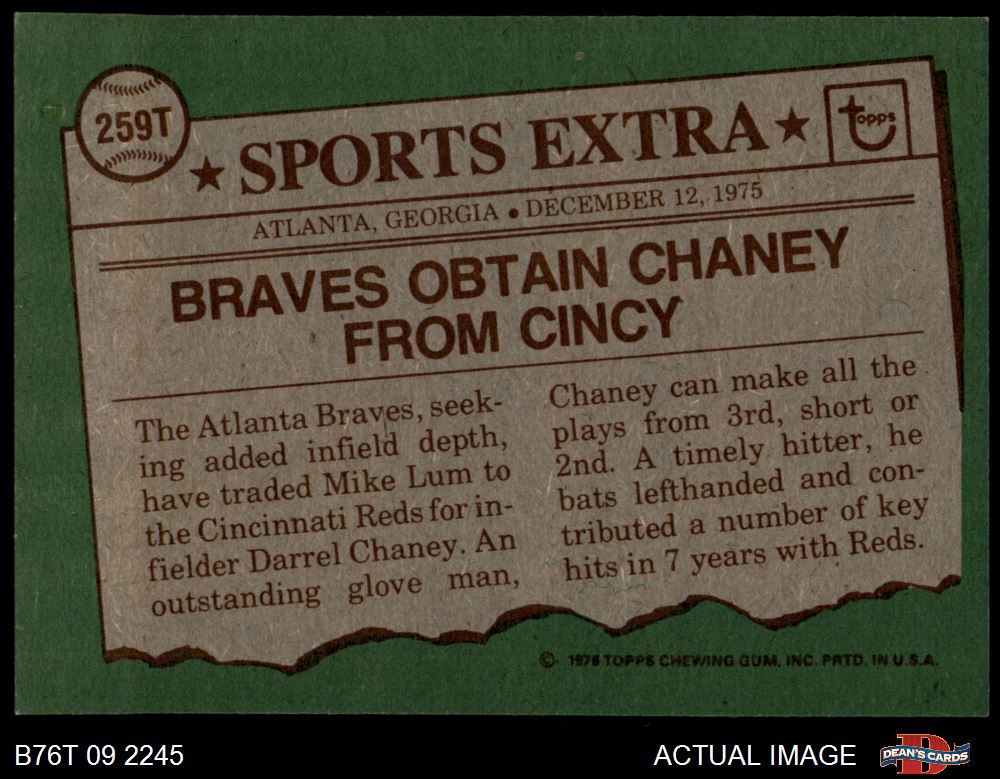 259T
★ SPORTS EXTRA ★
Topps
ATLANTA, GEORGIA • DECEMBER 12, 1975
BRAVES OBTAIN CHANEY
FROM CINCY
The Atlanta Braves, seek-
ing added infield depth,
have traded Mike Lum to
the Cincinnati Reds for in-
fielder Darrel Chaney. An
outstanding glove man,
Chaney can make all the
plays from 3rd, short or
2nd. A timely hitter, he
bats lefthanded and con-
tributed a number of key
hits in 7 years with Reds.
© 1976 TOPPS CHEWING GUM, INC. PRTD. IN U.S.A.
B76T 09 2245
ACTUAL IMAGE
D
DEAN'S CARDS